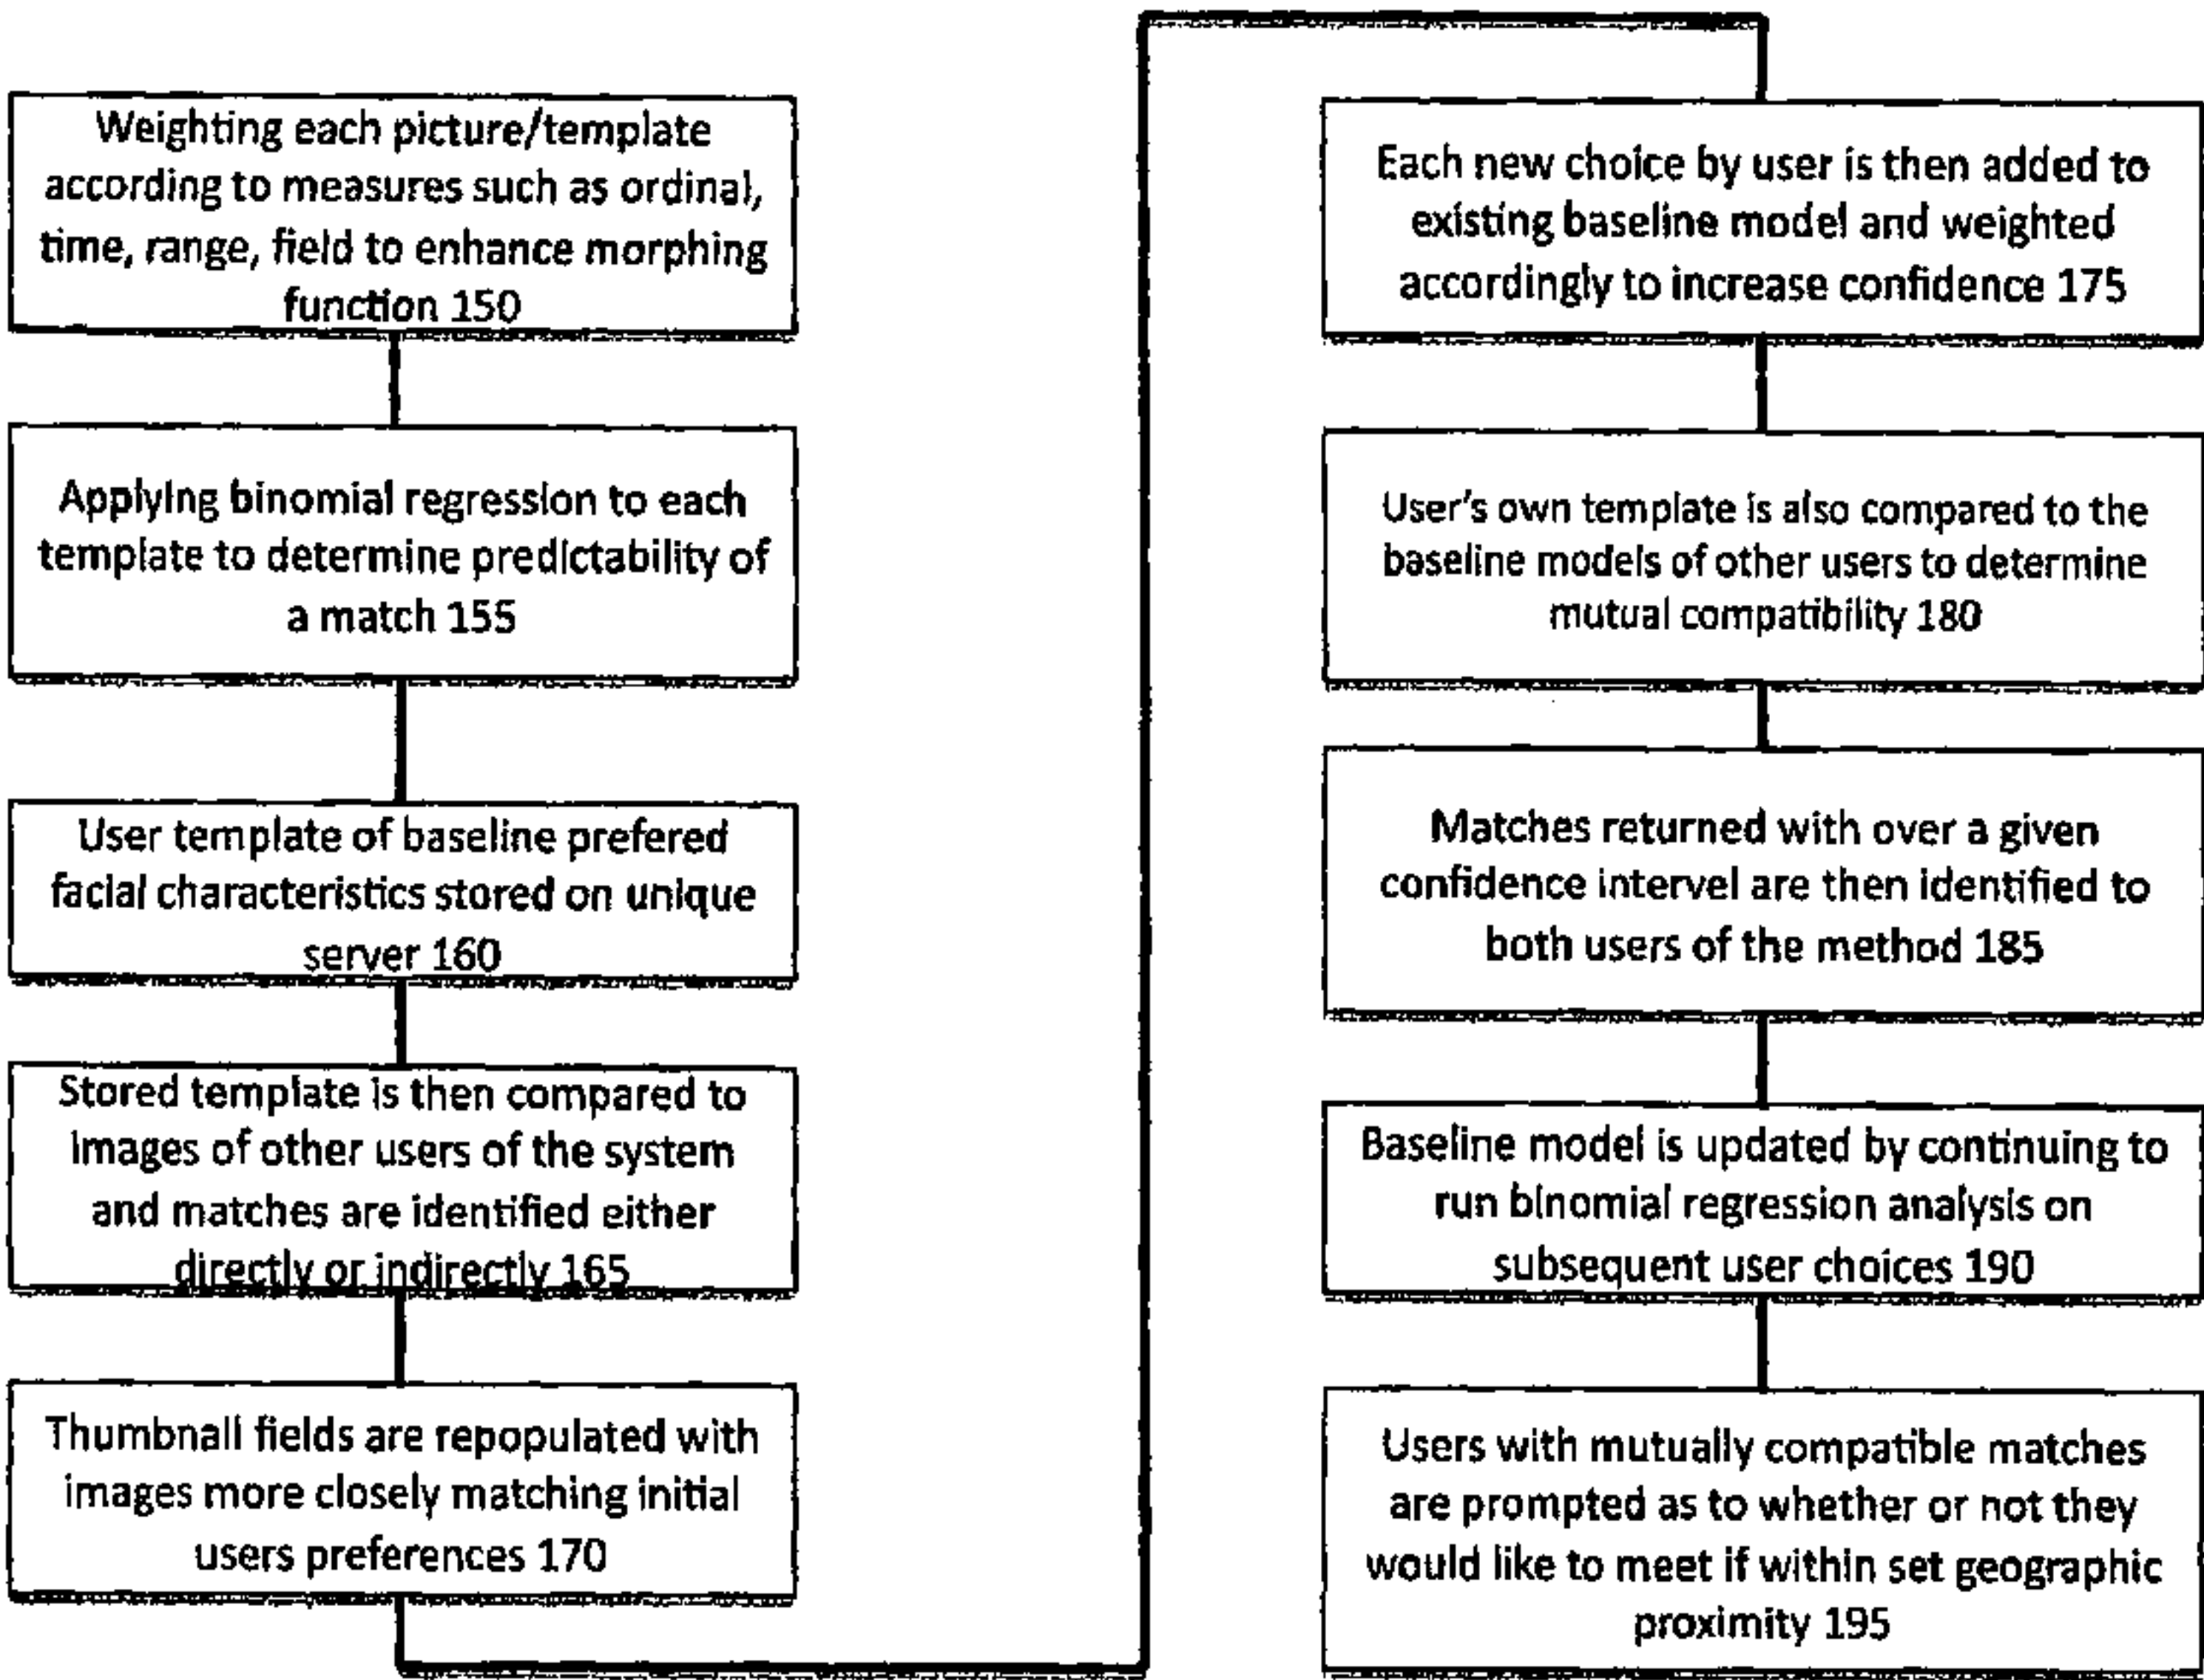 Weighting each picture/template
according to measures such as ordinal,
time, range, field to enhance morphing
function 150
Applying binomial regression to each
template to determine predictability of
a match 155
User template of baseline prefered
facial characteristics stored on unique
server 160
Stored template is then compared to
images of other users of the system
and matches are identified either
directly or indirectly 165
Thumbnail fields are repopulated with
images more closely matching initial
users preferences 170
Each new choice by user is then added to
existing baseline model and weighted
accordingly to increase confidence 175
User's own template is also compared to the
baseline models of other users to determine
mutual compatibility 180
Matches returned with over a given
confidence intervel are then identified to
both users of the method 185
Baseline model is updated by continuing to
run binomial regression analysis on
subsequent user choices 190
Users with mutually compatible matches
are prompted as to whether or not they
would like to meet if within set geographic
proximity 195